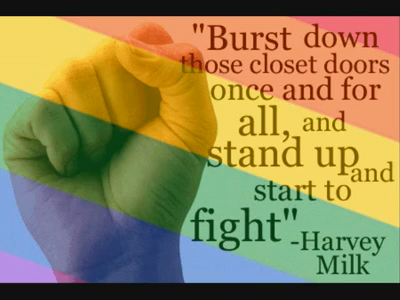 "Burst down
those closet doors
once and for
all, and
stand up
and
start to
fight"
-Harvey
Milk